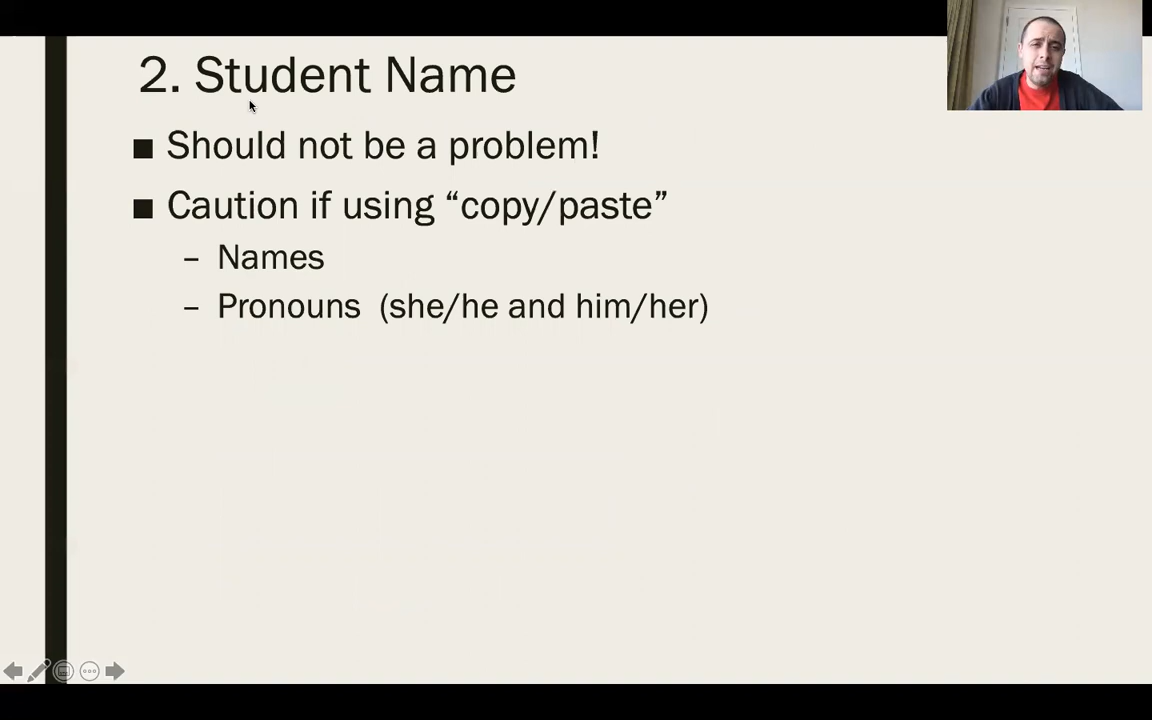 2. Student Name
■ Should not be a problem!
■ Caution if using “copy/paste”
– Names
– Pronouns (she/he and him/her)